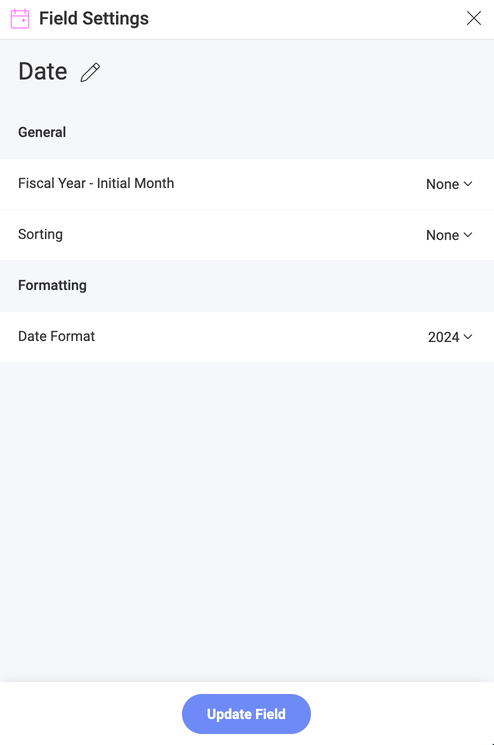 Field Settings
Date
General
Fiscal Year - Initial Month None
Sorting None
Formatting
Date Format 2024
Update Field